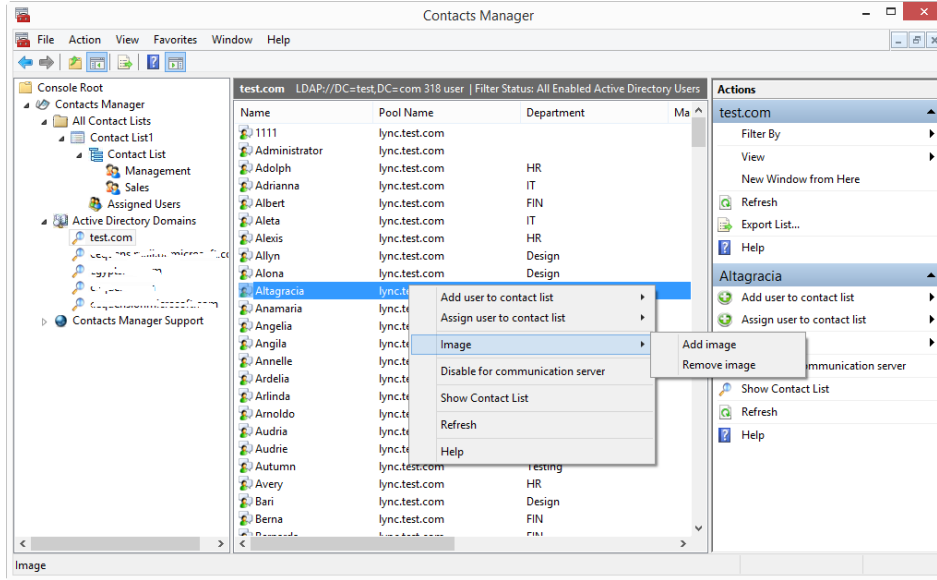 Contacts Manager
File Action View Favorites Window Help
Console Root
Contacts Manager
All Contact Lists
Contact List1
Contact List
Management
Sales
Assigned Users
Active Directory Domains
test.com
Contacts Manager Support
test.com LDAP://DC=test,DC=com 318 user | Filter Status: All Enabled Active Directory Users
Name Pool Name Department Ma
1111 lync.test.com
Administrator lync.test.com
Adolph lync.test.com HR
Adrianna lync.test.com IT
Albert lync.test.com FIN
Aleta lync.test.com IT
Alexis lync.test.com HR
Allyn lync.test.com Design
Alona lync.test.com Design
Altagracia
Anamaria
Angelia
Angila
Annelle
Ardelia
Arlinda
Arnoldo
Audria
Audrie
Autumn lync.test.com Testing
Avery lync.test.com HR
Bari lync.test.com Design
Berna lync.test.com FIN
Add user to contact list
Assign user to contact list
Image
Disable for communication server
Show Contact List
Refresh
Help
Add image
Remove image
Actions
test.com
Filter By
View
New Window from Here
Refresh
Export List...
Help
Altagracia
Add user to contact list
Assign user to contact list
communication server
Show Contact List
Refresh
Help
Image